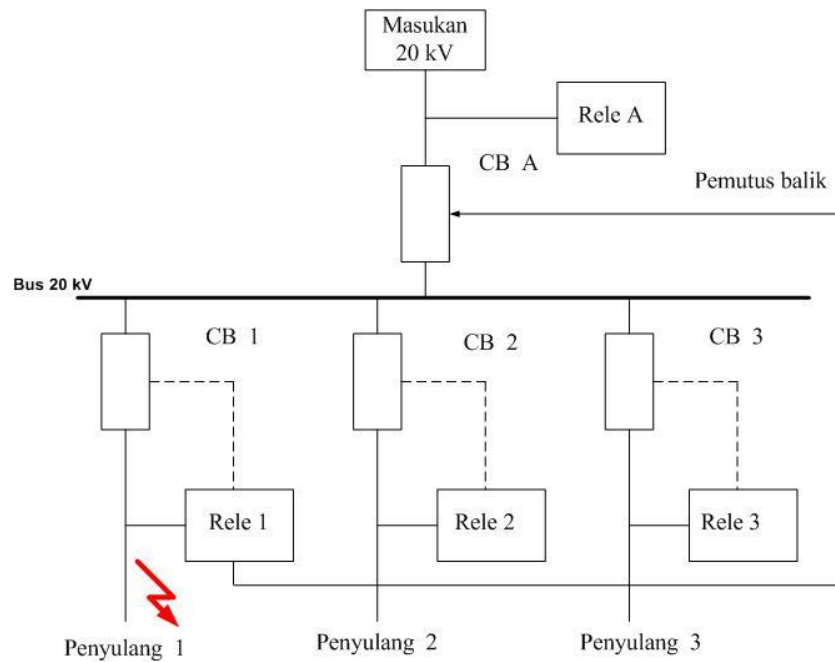 Masukan
20 kV
Rele A
CB A
Pemutus balik
Bus 20 kV
CB 1
CB 2
CB 3
Rele 1
Rele 2
Rele 3
Penyulang 1
Penyulang 2
Penyulang 3